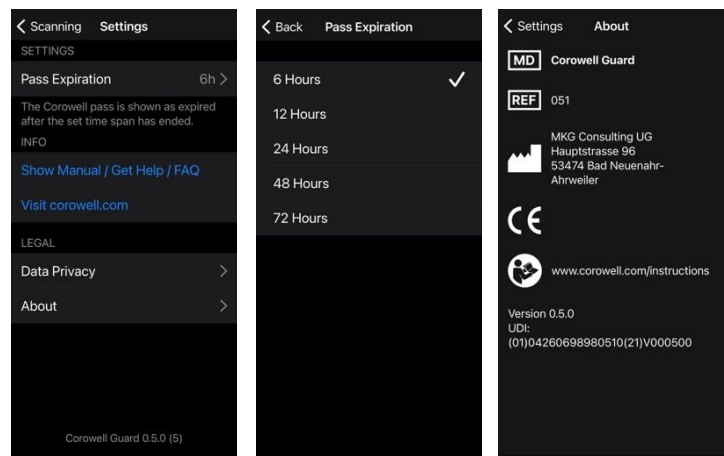 Scanning Settings
SETTINGS
Pass Expiration 6h
The Corowell pass is shown as expired
after the set time span has ended.
INFO
Show Manual / Get Help / FAQ
Visit corowell.com
LEGAL
Data Privacy
About
Corowell Guard 0.5.0 (5)
Back Pass Expiration
6 Hours
12 Hours
24 Hours
48 Hours
72 Hours
Settings About
MD Corowell Guard
REF 051
MKG Consulting UG
Hauptstrasse 96
53474 Bad Neuenahr-
Ahrweiler
CE
www.corowell.com/instructions
Version 0.5.0
UDI:
(01)04260698980510(21)V000500